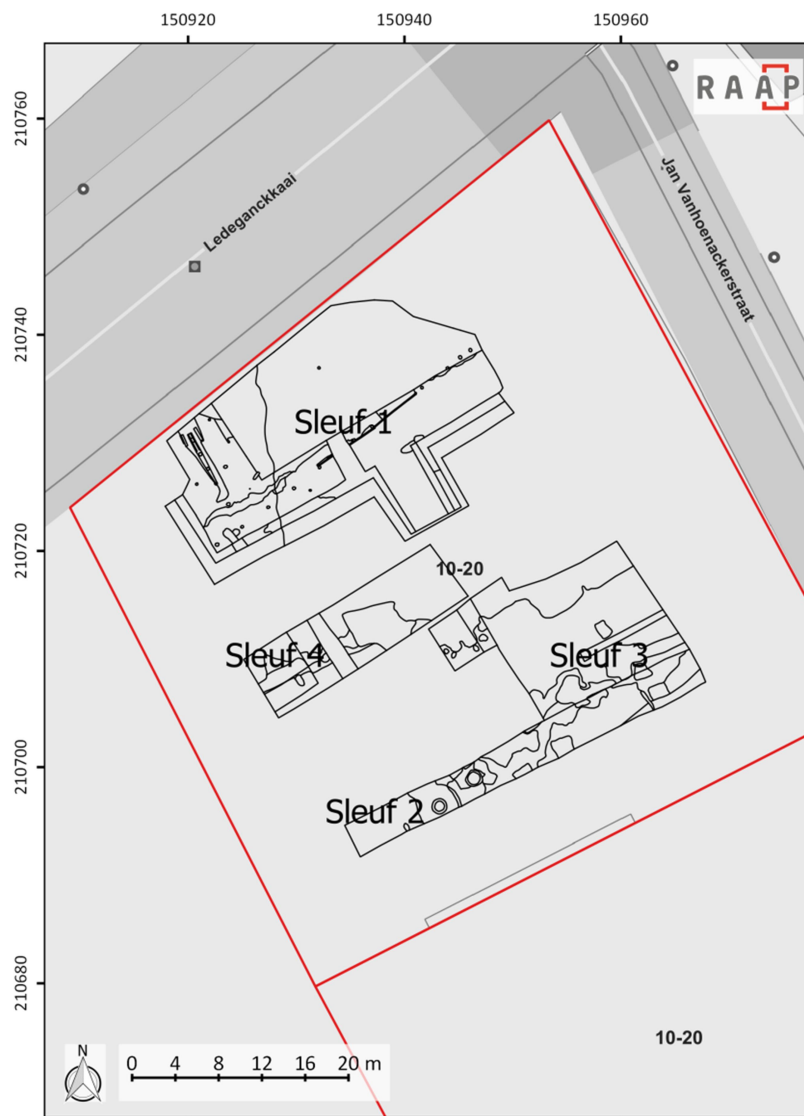 150920
150940
150960
RAAP
210760
Jan Vanhoenackerstraat
Ledeganckkaai
210740
Sleuf 1
210720
10-20
Sleuf 4
Sleuf 3
210700
Sleuf 2
210680
10-20
N
0 4 8 12 16 20 m